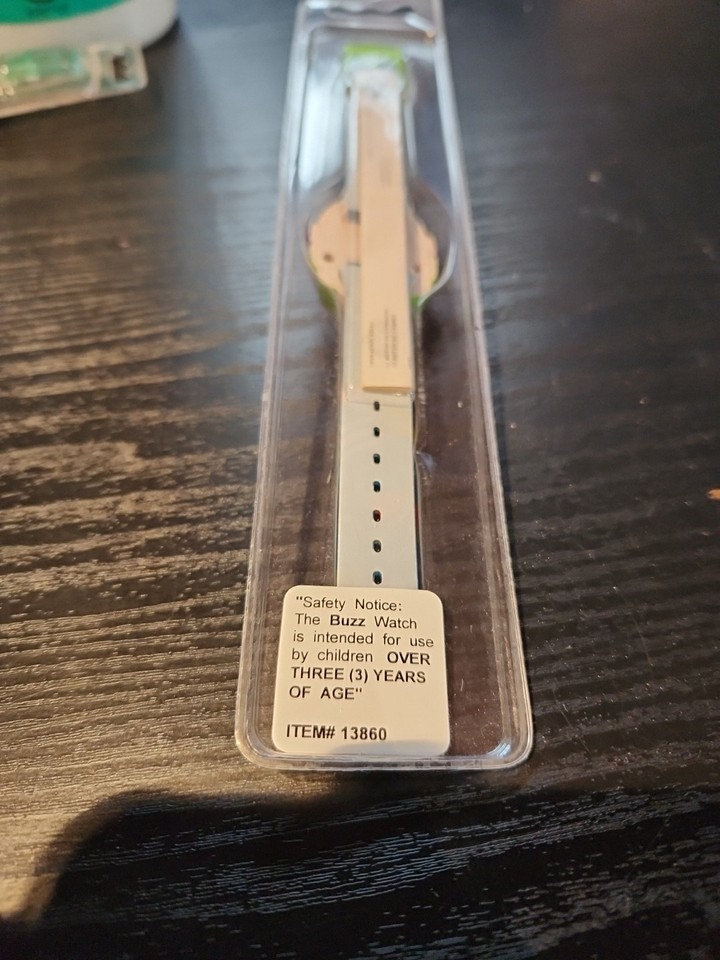 "Safety Notice:
The Buzz Watch
is intended for use
by children OVER
THREE (3) YEARS
OF AGE"
ITEM# 13860